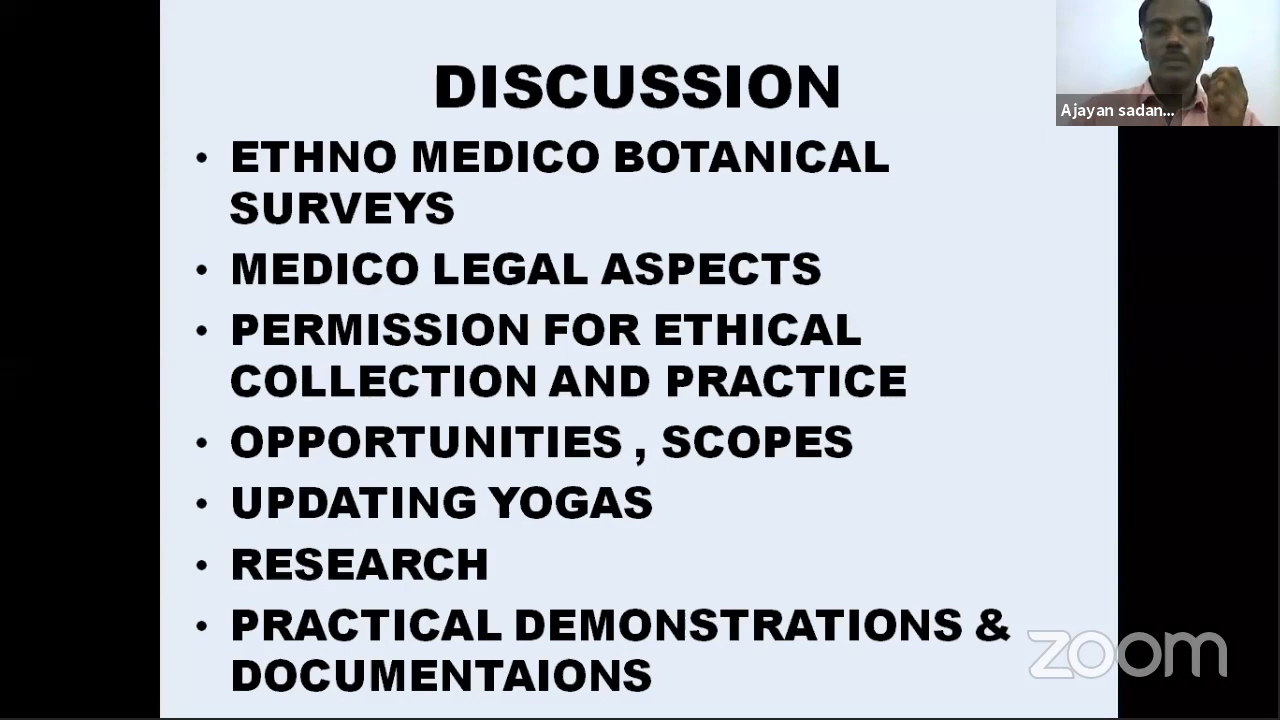 DISCUSSION
Ajayan sadan...
• ETHNO MEDICO BOTANICAL
SURVEYS
• MEDICO LEGAL ASPECTS
• PERMISSION FOR ETHICAL
COLLECTION AND PRACTICE
• OPPORTUNITIES , SCOPES
• UPDATING YOGAS
• RESEARCH
• PRACTICAL DEMONSTRATIONS &
DOCUMENTAIONS
zoom